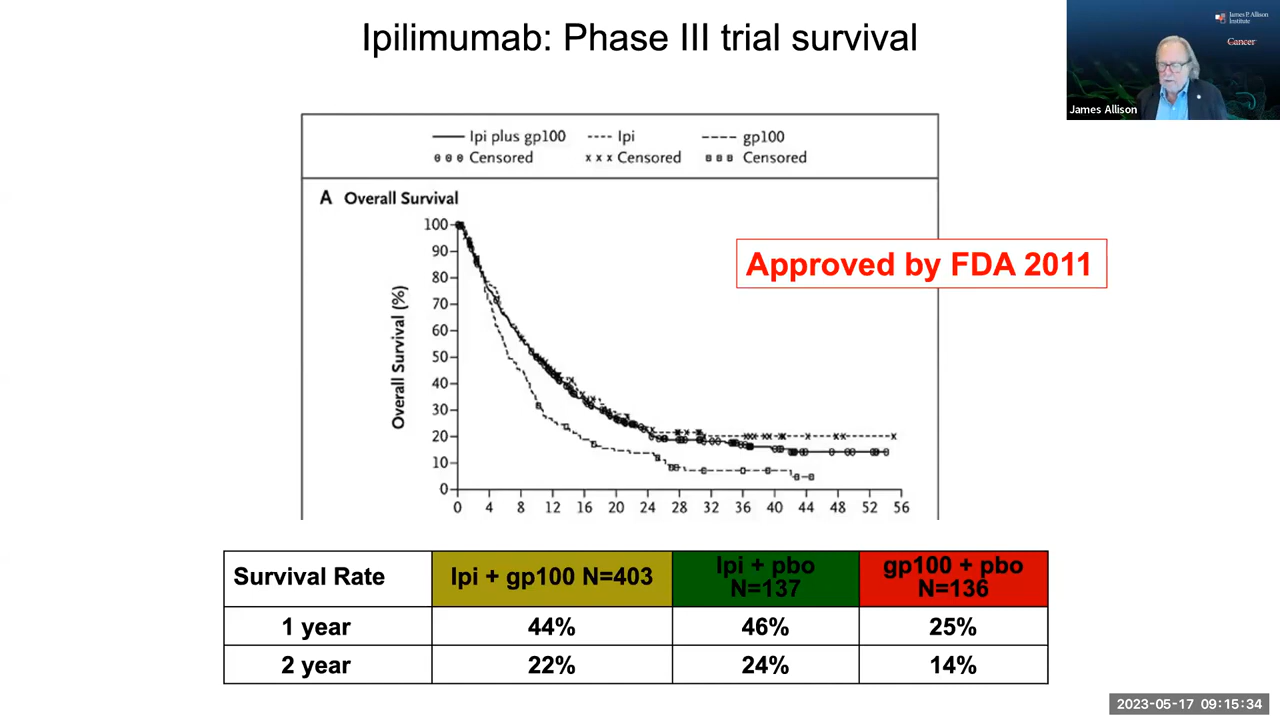 Ipilimumab: Phase III trial survival
James P. Allison
Institute
Cancer
James Allison
Ipi plus gp100 Ipi gp100
Censored Censored Censored
A Overall Survival
Approved by FDA 2011
Overall Survival (%)
100
90
80
70
60
50
40
30
20
10
0
0 4 8 12 16 20 24 28 32 36 40 44 48 52 56
Survival Rate Ipi + gp100 N=403 Ipi + pbo N=137 gp100 + pbo N=136
1 year 44% 46% 25%
2 year 22% 24% 14%
2023-05-17 09:15:34